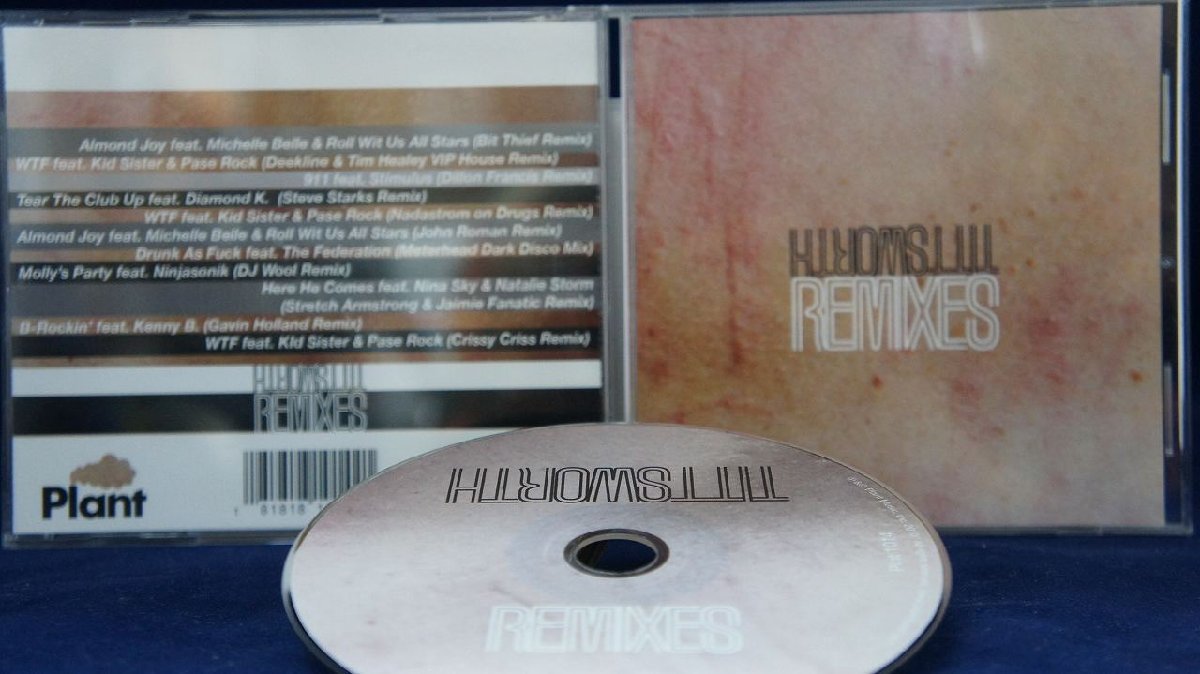 Almond Joy feat. Michelle Belle & Roll Wit Us All Stars (Bit Thief Remix)
WTF feat. Kid Sister & Pase Rock (Deekline & Tim Healey VIP House Remix)
911 feat. Stimulus (Dillon Francis Remix)
Tear The Club Up feat. Diamond K. (Steve Starks Remix)
WTF feat. Kid Sister & Pase Rock (Nadastrom on Drugs Remix)
Almond Joy feat. Michelle Belle & Roll Wit Us All Stars (John Roman Remix)
Drunk As Fuck feat. The Federation (Meterhead Dark Disco Mix)
Molly's Party feat. Ninjasonik (DJ Wool Remix)
Here He Comes feat. Nina Sky & Natalie Storm
(Stretch Armstrong & Jaimie Fanatic Remix)
B-Rockin' feat. Kenny B. (Gavin Holland Remix)
WTF feat. Kid Sister & Pase Rock (Crissy Criss Remix)
TITTSWORTH
REMIXES
Plant
1 81818
TITTSWORTH
REMIXES
TITTSWORTH
REMIXES